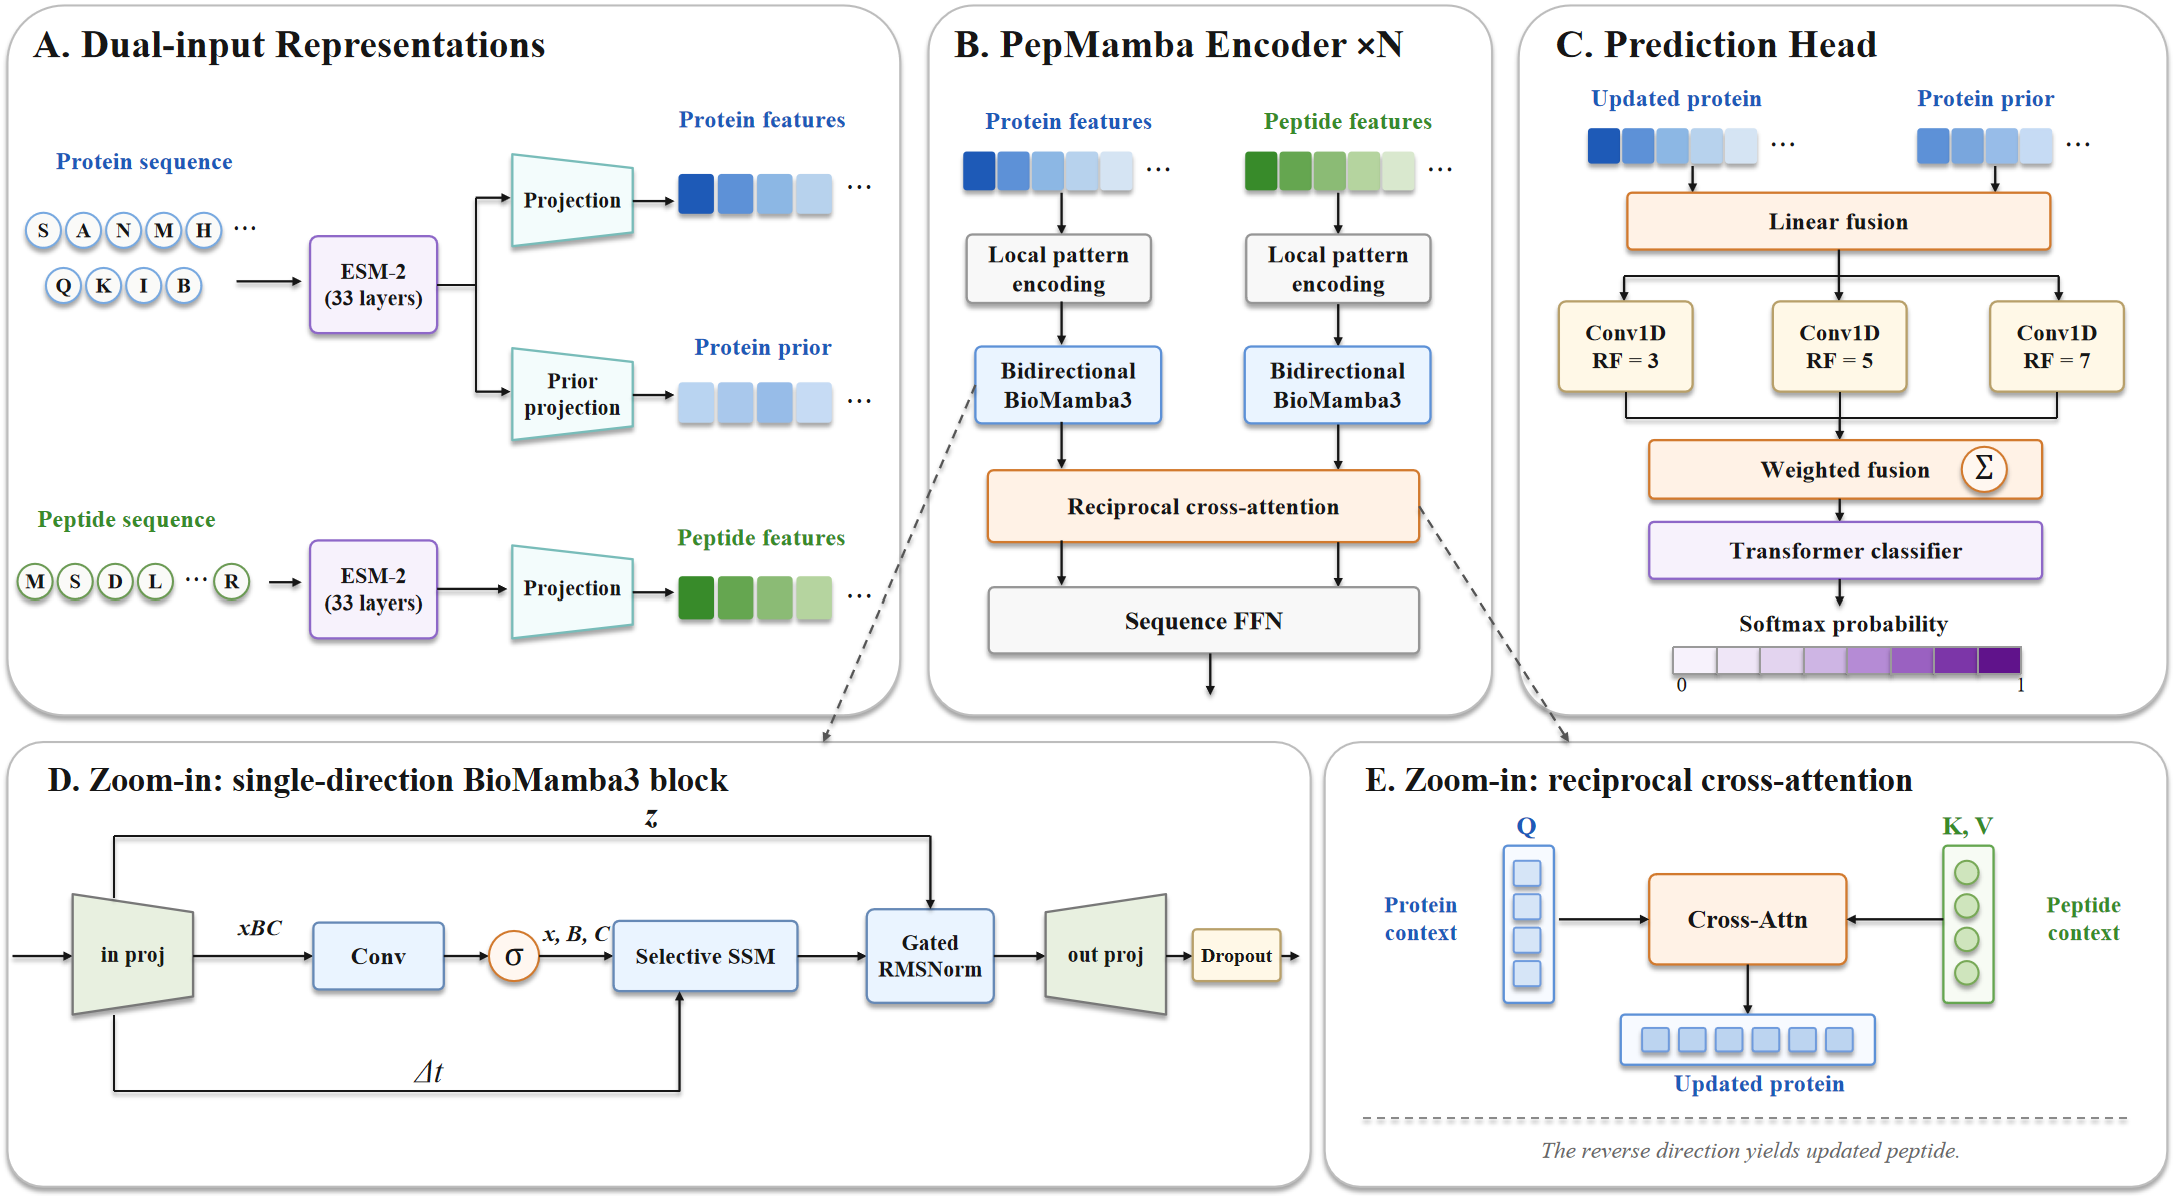 A. Dual-input Representations
Protein sequence
S A N M H ...
Q K I B
ESM-2
(33 layers)
Projection
Protein features
...
Prior
projection
Protein prior
...
Peptide sequence
M S D L ... R
ESM-2
(33 layers)
Projection
Peptide features
...
B. PepMamba Encoder ×N
Protein features
...
Peptide features
...
Local pattern
encoding
Local pattern
encoding
Bidirectional
BioMamba3
Bidirectional
BioMamba3
Reciprocal cross-attention
Sequence FFN
C. Prediction Head
Updated protein
...
Protein prior
...
Linear fusion
Conv1D
RF = 3
Conv1D
RF = 5
Conv1D
RF = 7
Weighted fusion Σ
Transformer classifier
Softmax probability
0 1
D. Zoom-in: single-direction BioMamba3 block
z
in proj
xBC
Conv
σ
x, B, C
Selective SSM
Gated
RMSNorm
out proj
Dropout
Δt
E. Zoom-in: reciprocal cross-attention
Q
K, V
Protein
context
Cross-Attn
Peptide
context
Updated protein
The reverse direction yields updated peptide.